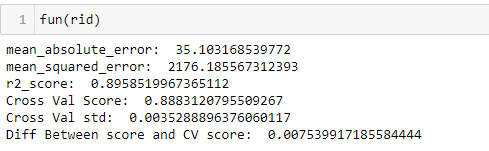 1 fun(rid)
mean_absolute_error:  35.103168539772
mean_squared_error:  2176.185567312393
r2_score:  0.8958519967365112
Cross Val Score:  0.8883120795509267
Cross Val std:  0.0035288896376060117
Diff Between score and CV score:  0.007539917185584444